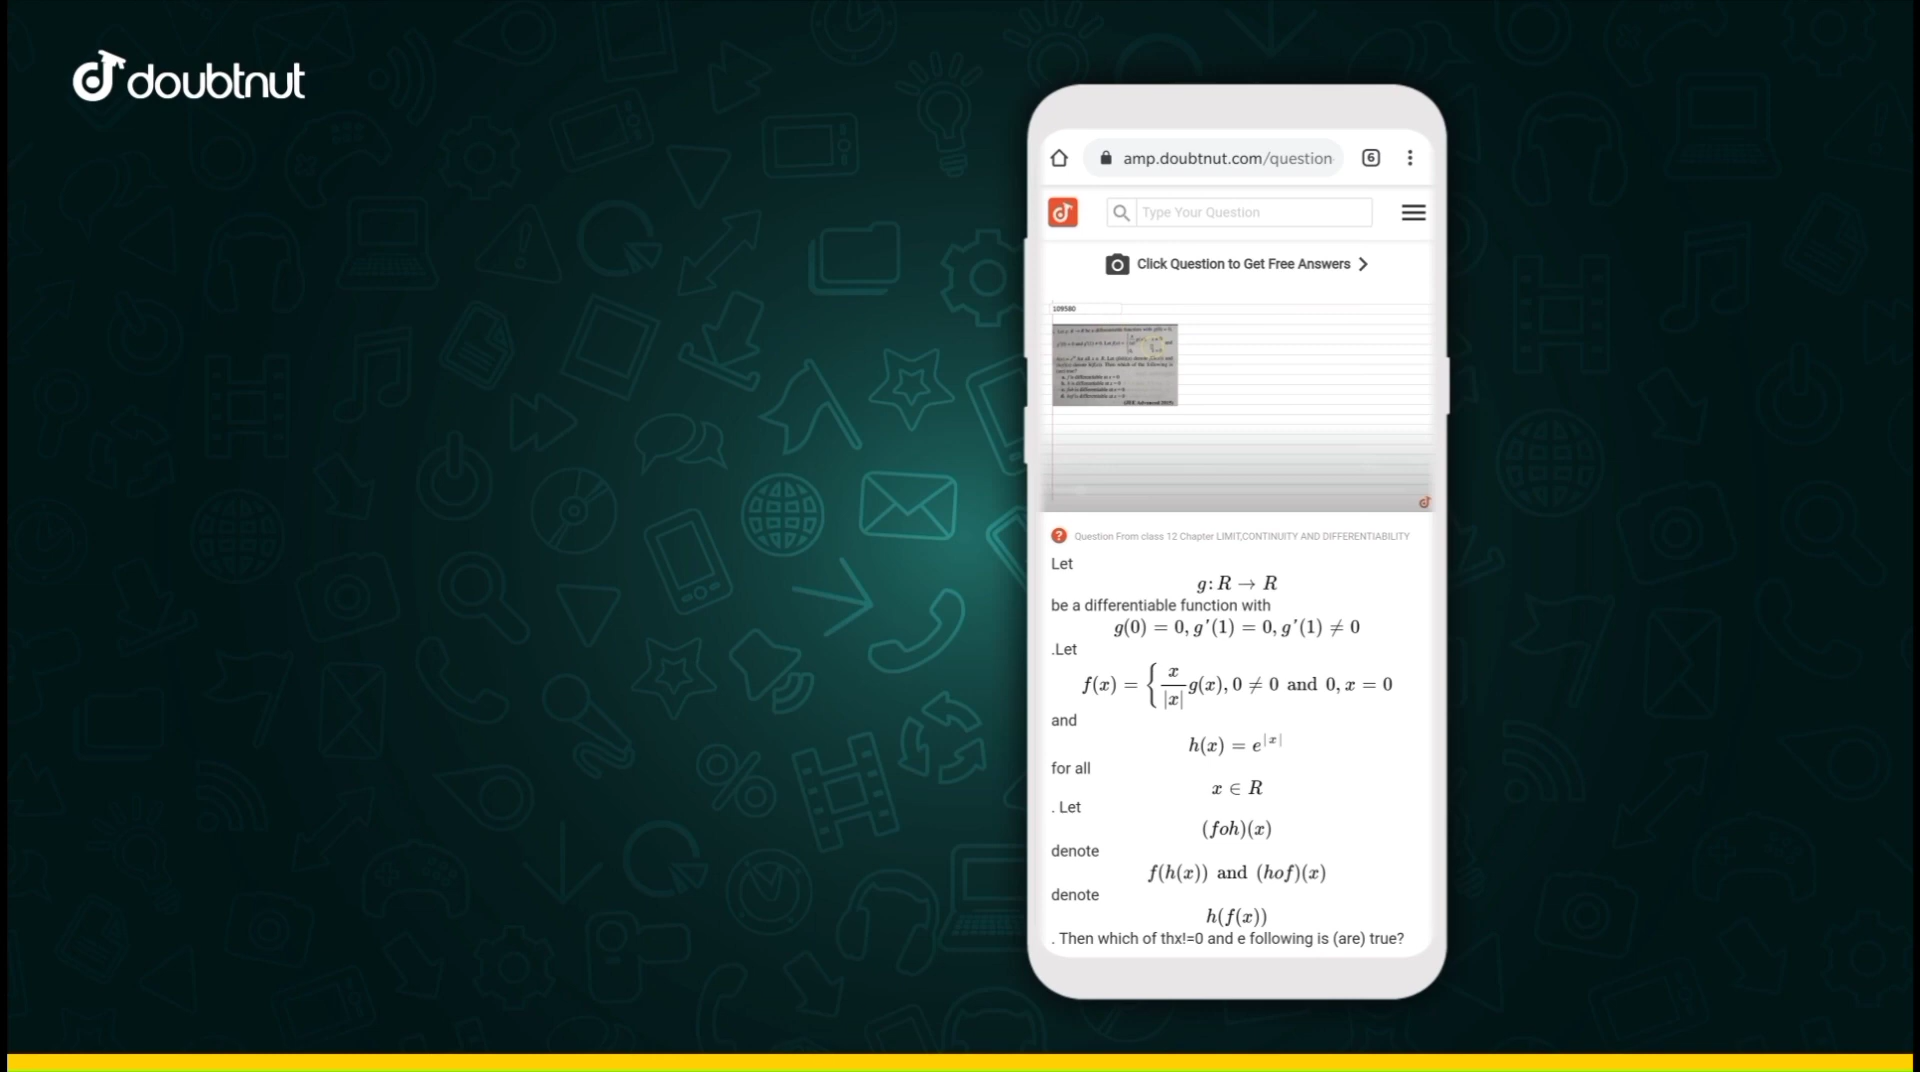 doubtnut
amp.doubtnut.com/question
6
Type Your Question
Click Question to Get Free Answers
109580
Question From class 12 Chapter LIMIT,CONTINUITY AND DIFFERENTIABILITY
Let
g: R → R
be a differentiable function with
g(0) = 0, g′(1) = 0, g′(1) ≠ 0
.Let
f(x) = { x/|x| g(x), 0 ≠ 0 and 0, x = 0
and
h(x) = e^|x|
for all
x ∈ R
. Let
(foh)(x)
denote
f(h(x)) and (hof)(x)
denote
h(f(x))
. Then which of thx!=0 and e following is (are) true?